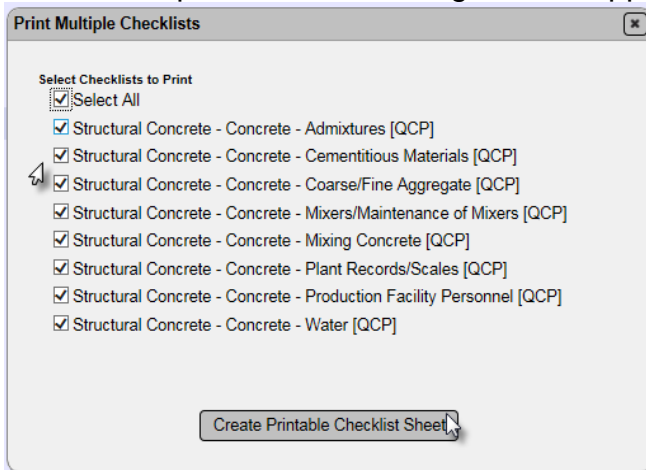 Print Multiple Checklists
Select Checklists to Print
Select All
Structural Concrete - Concrete - Admixtures [QCP]
Structural Concrete - Concrete - Cementitious Materials [QCP]
Structural Concrete - Concrete - Coarse/Fine Aggregate [QCP]
Structural Concrete - Concrete - Mixers/Maintenance of Mixers [QCP]
Structural Concrete - Concrete - Mixing Concrete [QCP]
Structural Concrete - Concrete - Plant Records/Scales [QCP]
Structural Concrete - Concrete - Production Facility Personnel [QCP]
Structural Concrete - Concrete - Water [QCP]
Create Printable Checklist Sheet